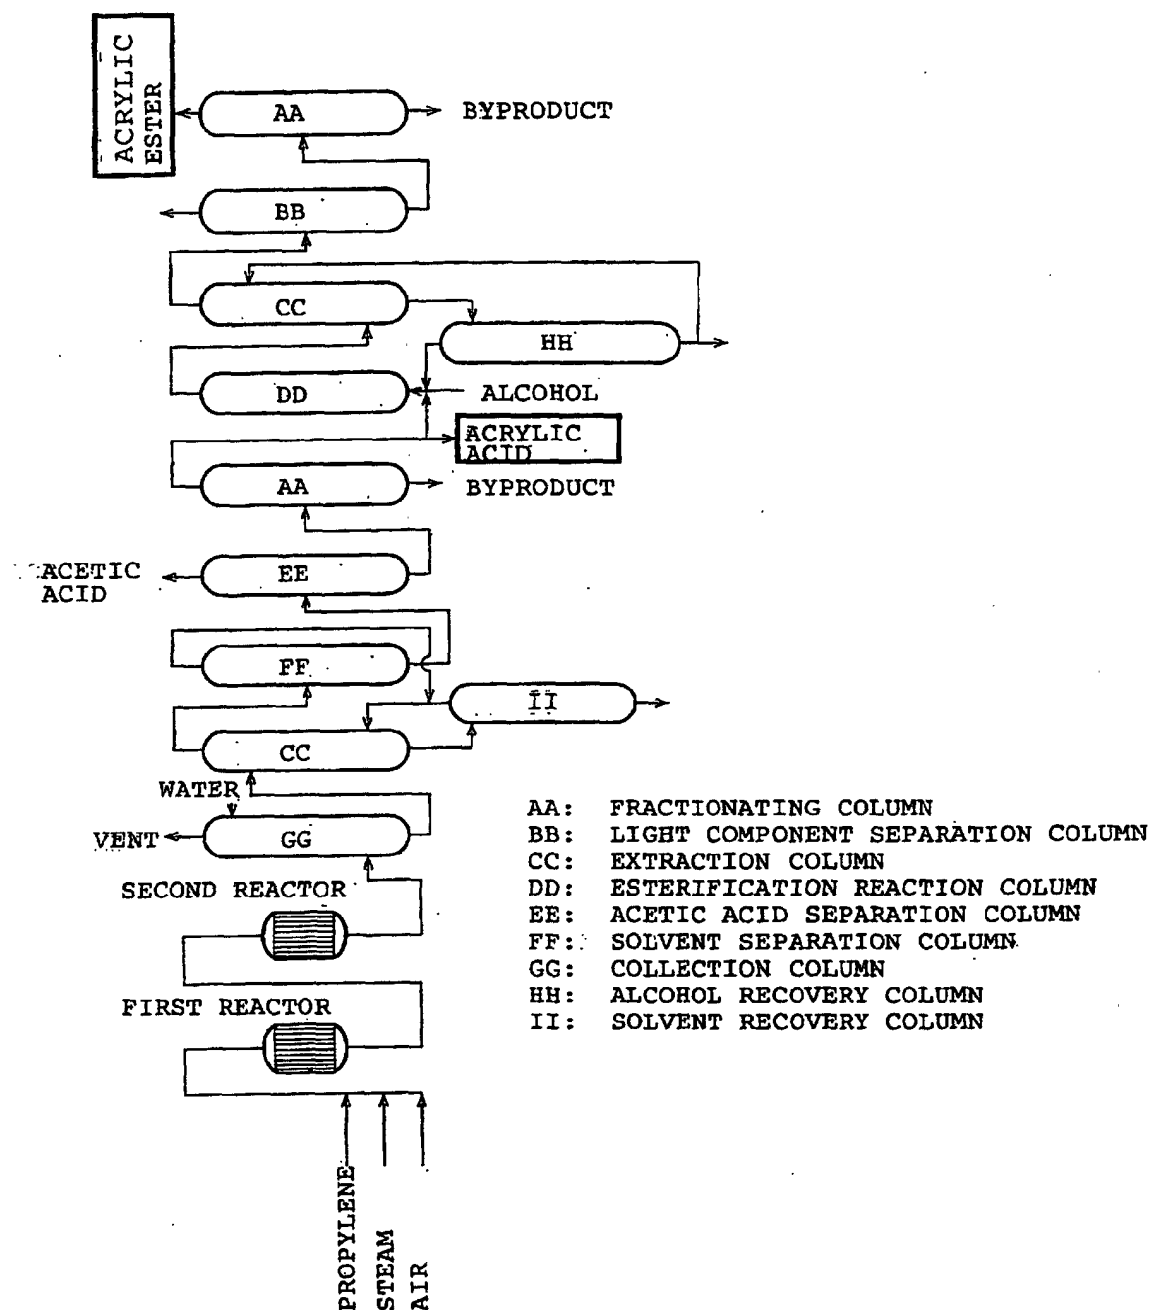 ACRYLIC
ESTER
AA
BYPRODUCT
BB
CC
HH
DD
ALCOHOL
ACRYLIC
ACID
AA
BYPRODUCT
ACETIC
ACID
EE
FF
II
CC
WATER
VENT
GG
SECOND REACTOR
FIRST REACTOR
AA: FRACTIONATING COLUMN
BB: LIGHT COMPONENT SEPARATION COLUMN
CC: EXTRACTION COLUMN
DD: ESTERIFICATION REACTION COLUMN
EE: ACETIC ACID SEPARATION COLUMN
FF: SOLVENT SEPARATION COLUMN
GG: COLLECTION COLUMN
HH: ALCOHOL RECOVERY COLUMN
II: SOLVENT RECOVERY COLUMN
PROPYLENE
STEAM
AIR